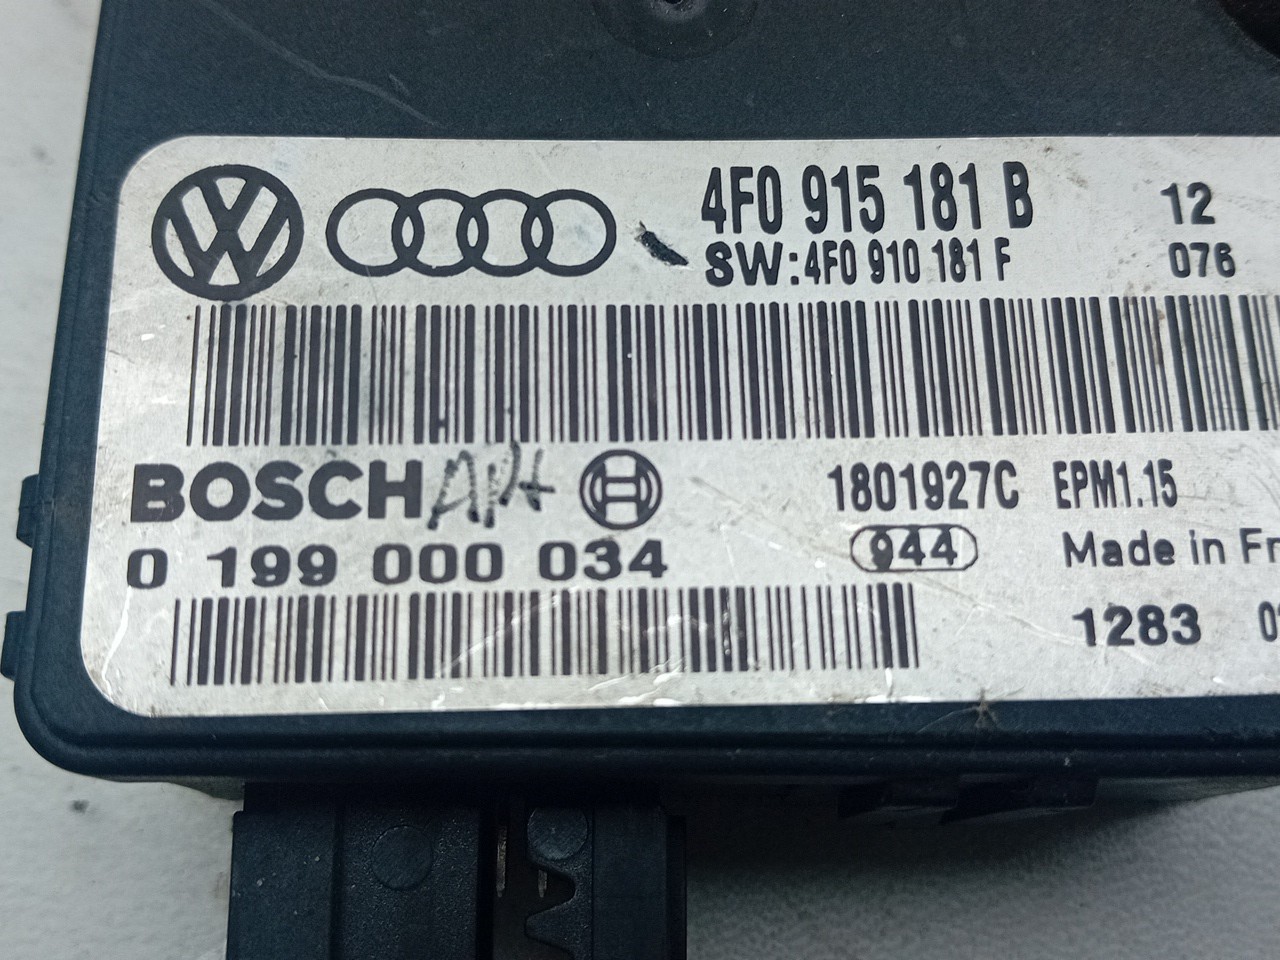 4F0 915 181 B 12
SW:4F0 910 181 F 076
BOSCH 1801927C EPM1.15
0 199 000 034 944 Made in Fr
1283